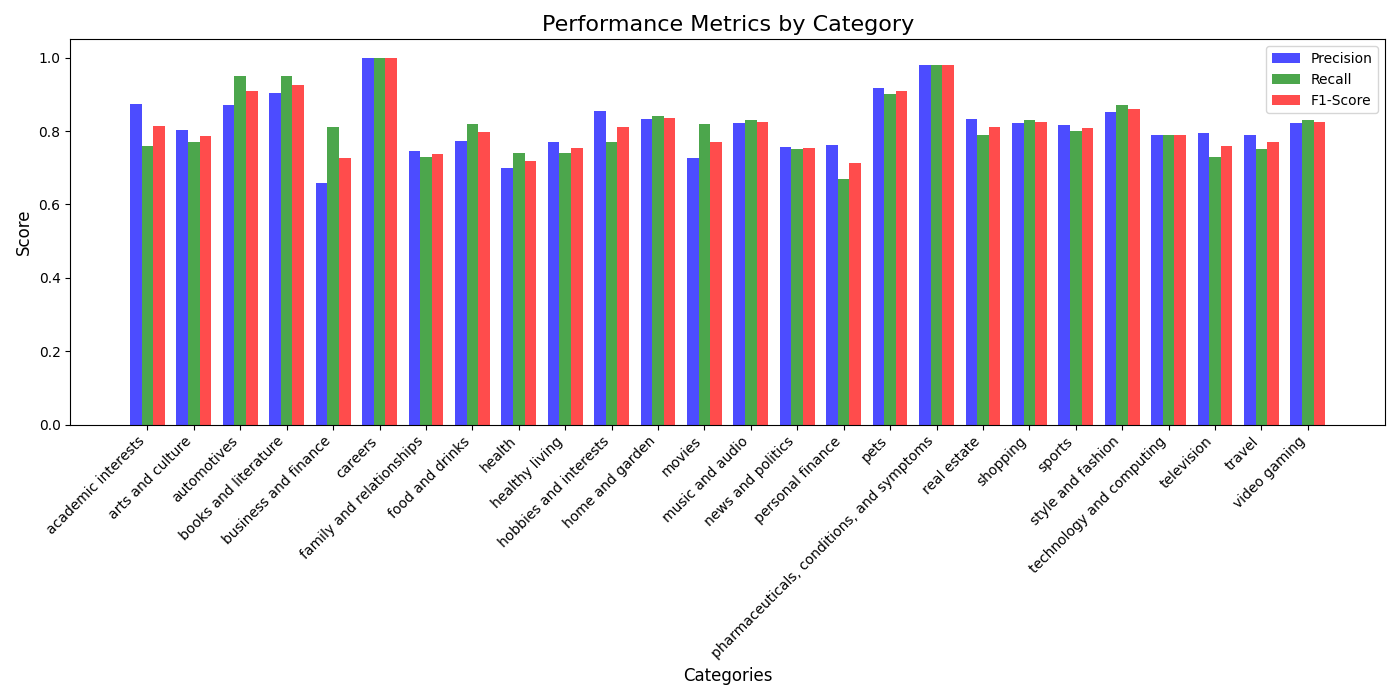 Performance Metrics by Category
Precision
Recall
F1-Score
Score
1.0
0.8
0.6
0.4
0.2
0.0
academic interests
arts and culture
automotives
books and literature
business and finance
careers
family and relationships
food and drinks
health
healthy living
hobbies and interests
home and garden
movies
music and audio
news and politics
personal finance
pets
pharmaceuticals, conditions, and symptoms
real estate
shopping
sports
style and fashion
technology and computing
television
travel
video gaming
Categories